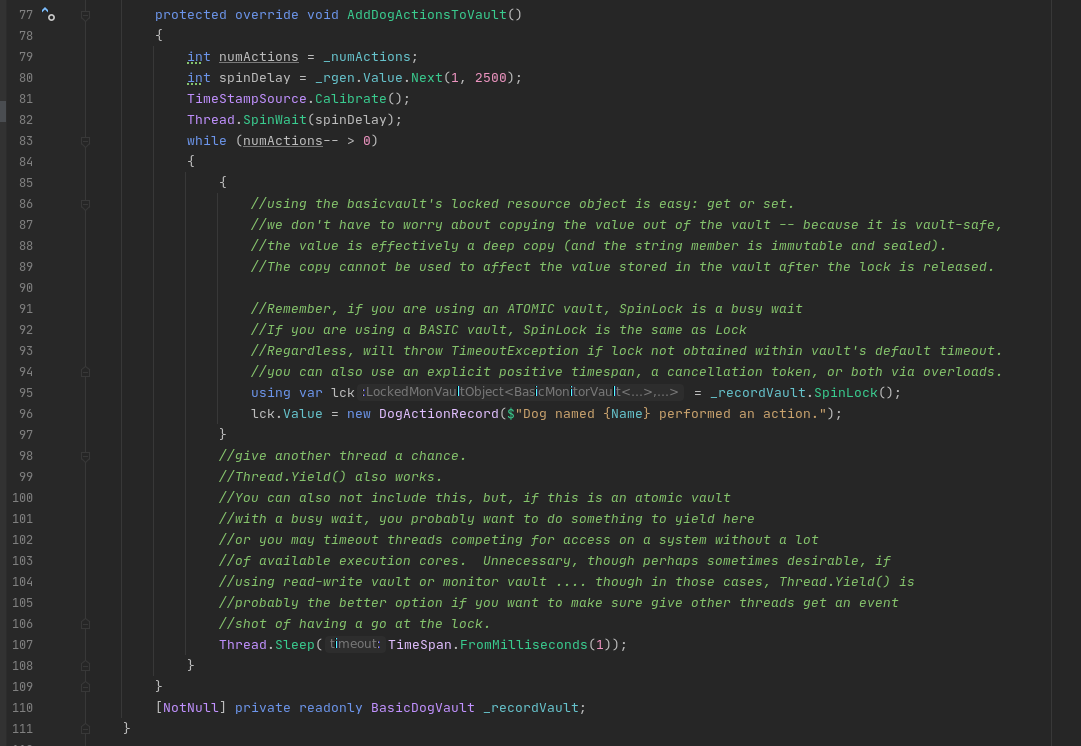 77 protected override void AddDogActionsToVault()
78 {
79 int numActions = _numActions;
80 int spinDelay = _rgen.Value.Next(1, 2500);
81 TimeStampSource.Calibrate();
82 Thread.SpinWait(spinDelay);
83 while (numActions-- > 0)
84 {
85 {
86 //using the basicvault's locked resource object is easy: get or set.
87 //we don't have to worry about copying the value out of the vault -- because it is vault-safe,
88 //the value is effectively a deep copy (and the string member is immutable and sealed).
89 //The copy cannot be used to affect the value stored in the vault after the lock is released.
90
91 //Remember, if you are using an ATOMIC vault, SpinLock is a busy wait
92 //If you are using a BASIC vault, SpinLock is the same as Lock
93 //Regardless, will throw TimeoutException if lock not obtained within vault's default timeout.
94 //you can also use an explicit positive timespan, a cancellation token, or both via overloads.
95 using var lck :LockedMonVaultObject<BasicMonitorVault<...>,...> = _recordVault.SpinLock();
96 lck.Value = new DogActionRecord($"Dog named {Name} performed an action.");
97 }
98 //give another thread a chance.
99 //Thread.Yield() also works.
100 //You can also not include this, but, if this is an atomic vault
101 //with a busy wait, you probably want to do something to yield here
102 //or you may timeout threads competing for access on a system without a lot
103 //of available execution cores.  Unnecessary, though perhaps sometimes desirable, if
104 //using read-write vault or monitor vault .... though in those cases, Thread.Yield() is
105 //probably the better option if you want to make sure give other threads get an event
106 //shot of having a go at the lock.
107 Thread.Sleep( timeout: TimeSpan.FromMilliseconds(1));
108 }
109 }
110 [NotNull] private readonly BasicDogVault _recordVault;
111 }